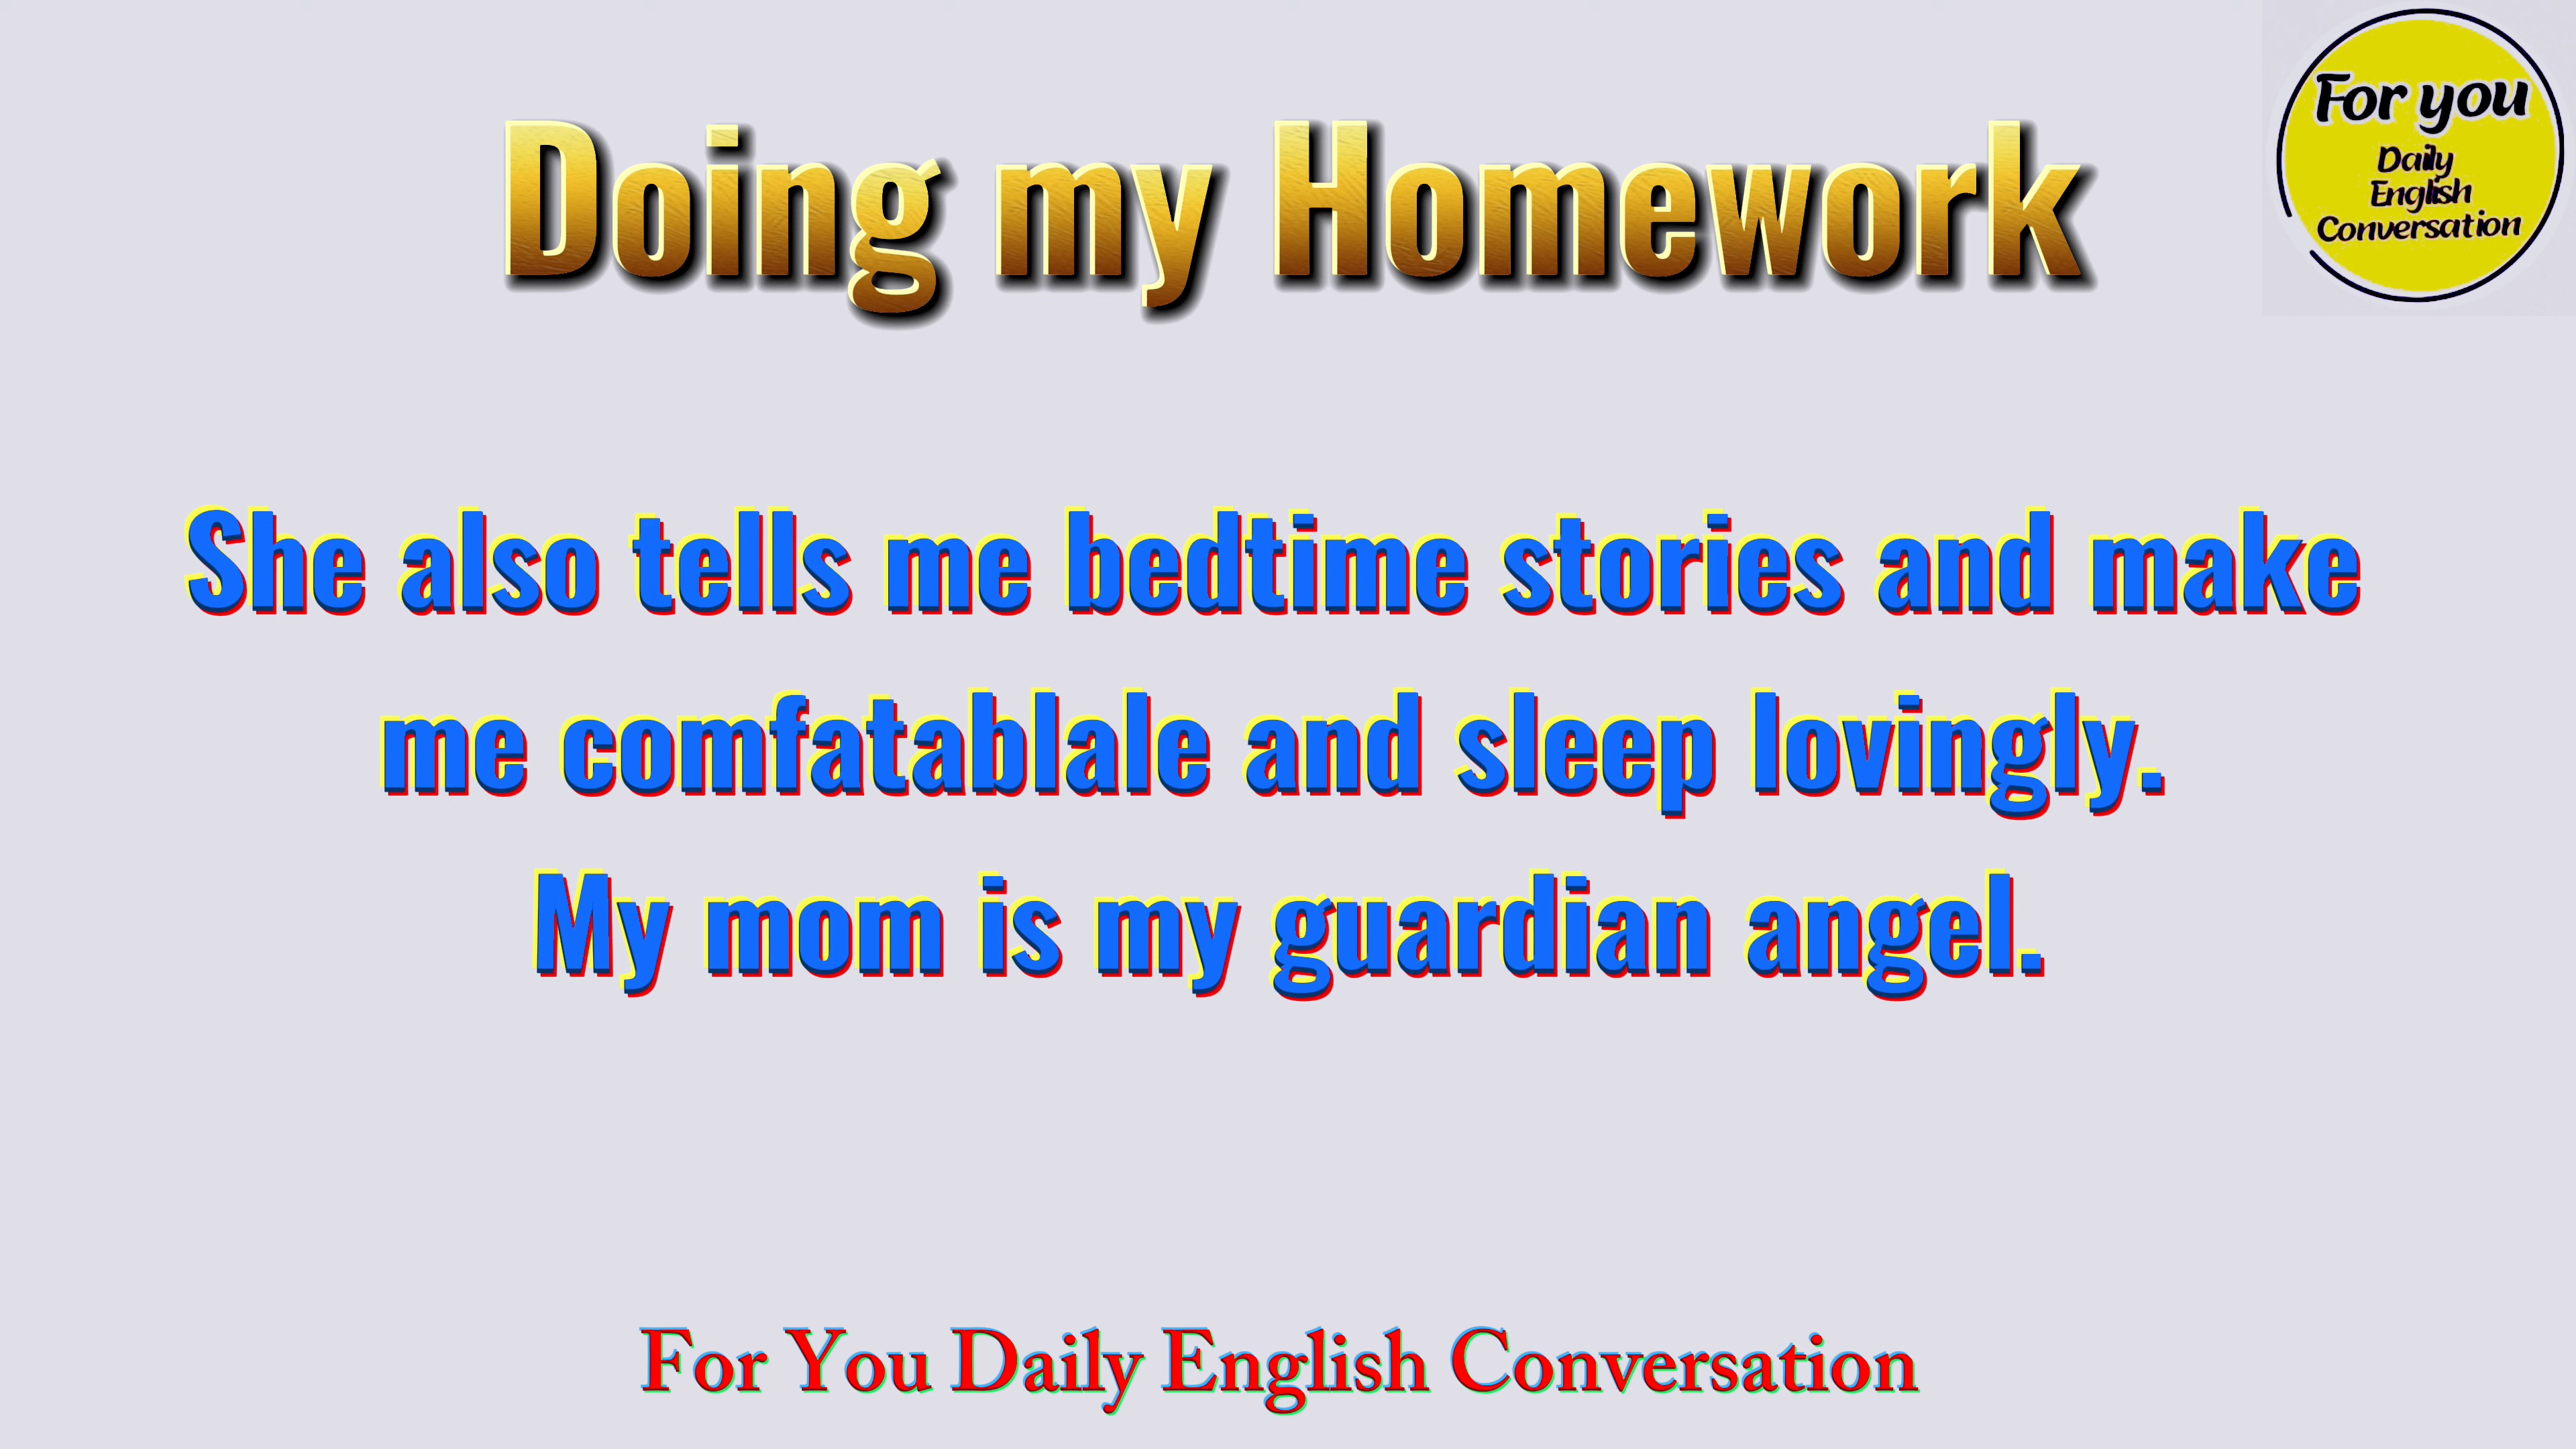 Doing my Homework
For you
Daily
English
Conversation
She also tells me bedtime stories and make
me comfatablale and sleep lovingly.
My mom is my guardian angel.
For You Daily English Conversation